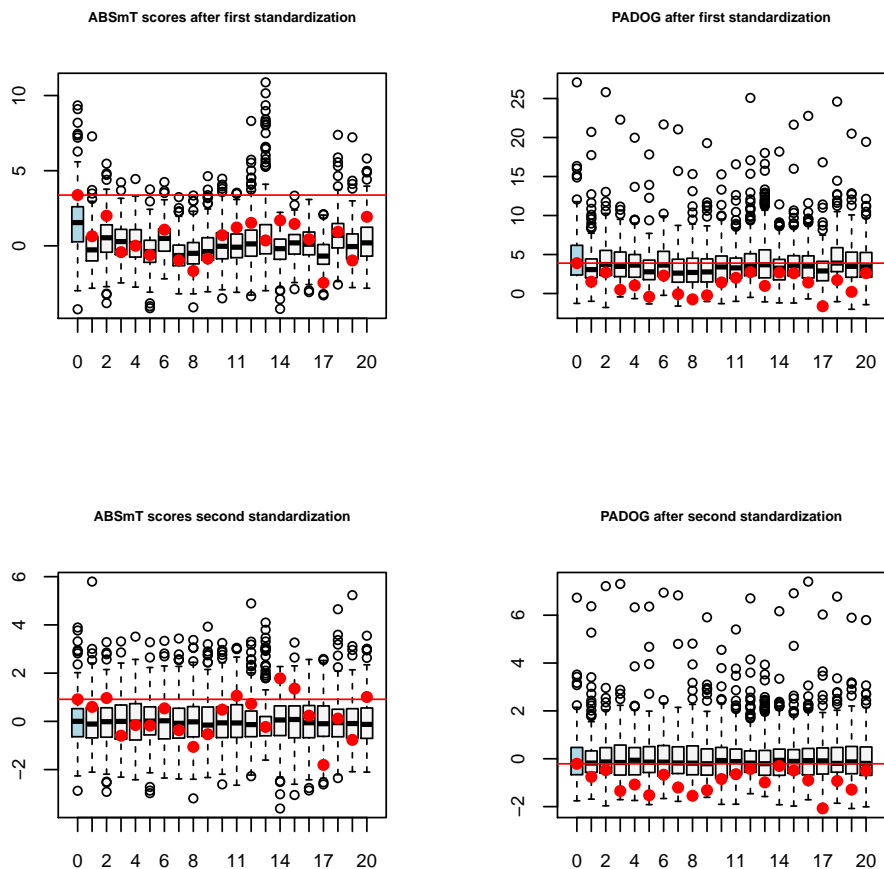 ABSmT scores after first standardization
10
5
0
0 2 4 6 8 11 14 17 20
PADOG after first standardization
25
20
15
10
5
0
0 2 4 6 8 11 14 17 20
ABSmT scores second standardization
6
4
2
0
−2
0 2 4 6 8 11 14 17 20
PADOG after second standardization
6
4
2
0
−2
0 2 4 6 8 11 14 17 20